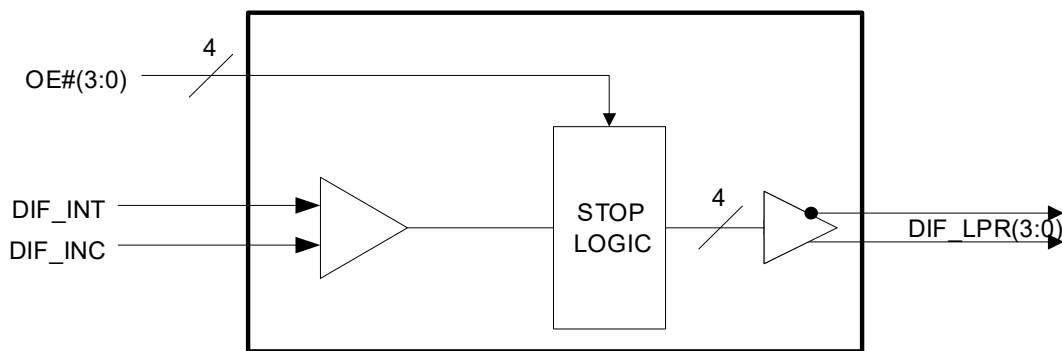 4
OE#(3:0)
DIF_INT
DIF_INC
STOP
LOGIC
4
DIF_LPR(3:0)